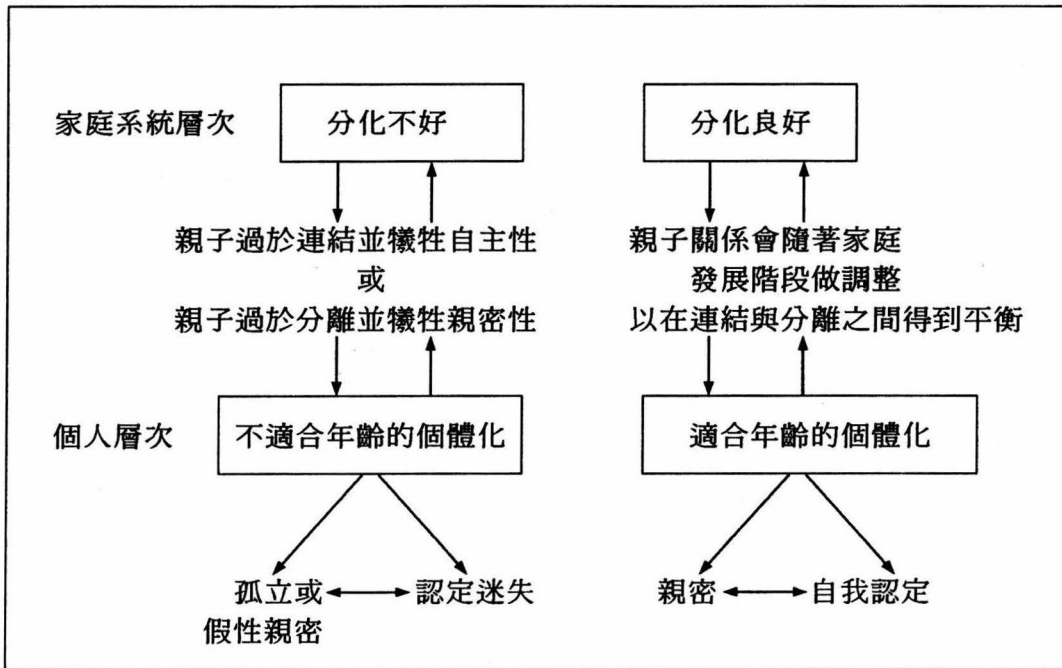 家庭系統層次
分化不好
分化良好
親子過於連結並犧牲自主性
或
親子過於分離並犧牲親密性
親子關係會隨著家庭
發展階段做調整
以在連結與分離之間得到平衡
個人層次
不適合年齡的個體化
適合年齡的個體化
孤立或
假性親密
認定迷失
親密
自我認定